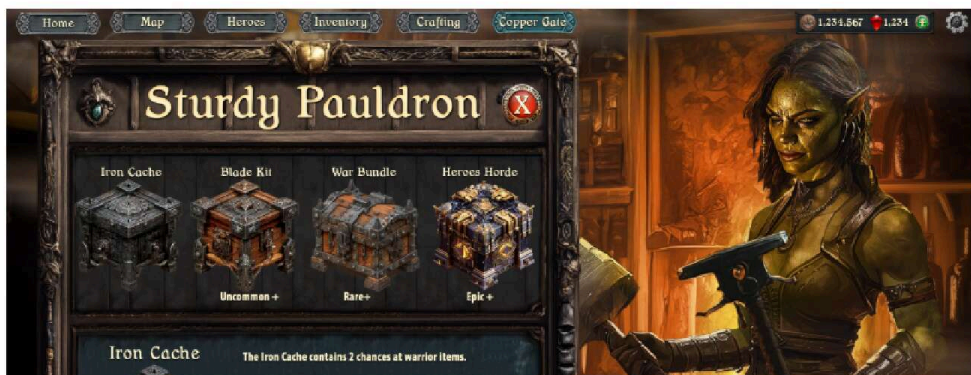 Home Map Heroes Inventory Crafting Copper Gate 1,234,567 1,234
Sturdy Pauldron X
Iron Cache Blade Kit War Bundle Heroes Horde
Uncommon + Rare+ Epic +
Iron Cache The Iron Cache contains 2 chances at warrior items.